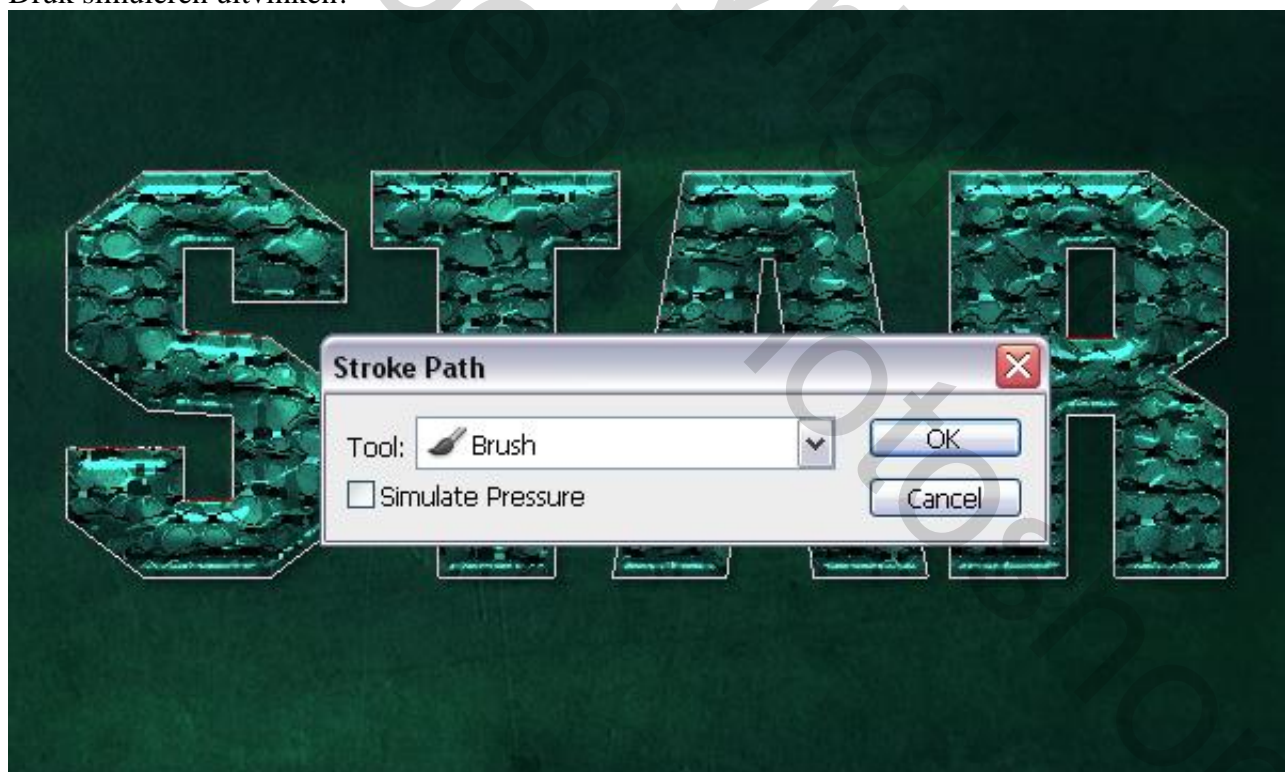 Druk simuleren uitvinken!
STAR
Stroke Path
Tool: Brush
OK
Simulate Pressure
Cancel